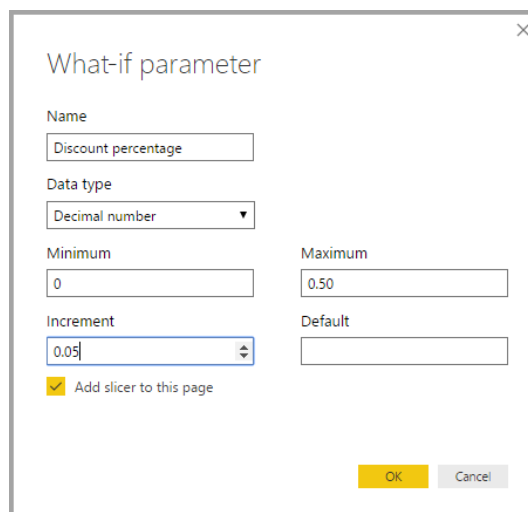 What-if parameter
Name
Discount percentage
Data type
Decimal number
Minimum
Maximum
0
0.50
Increment
Default
0.05
Add slicer to this page
OK
Cancel